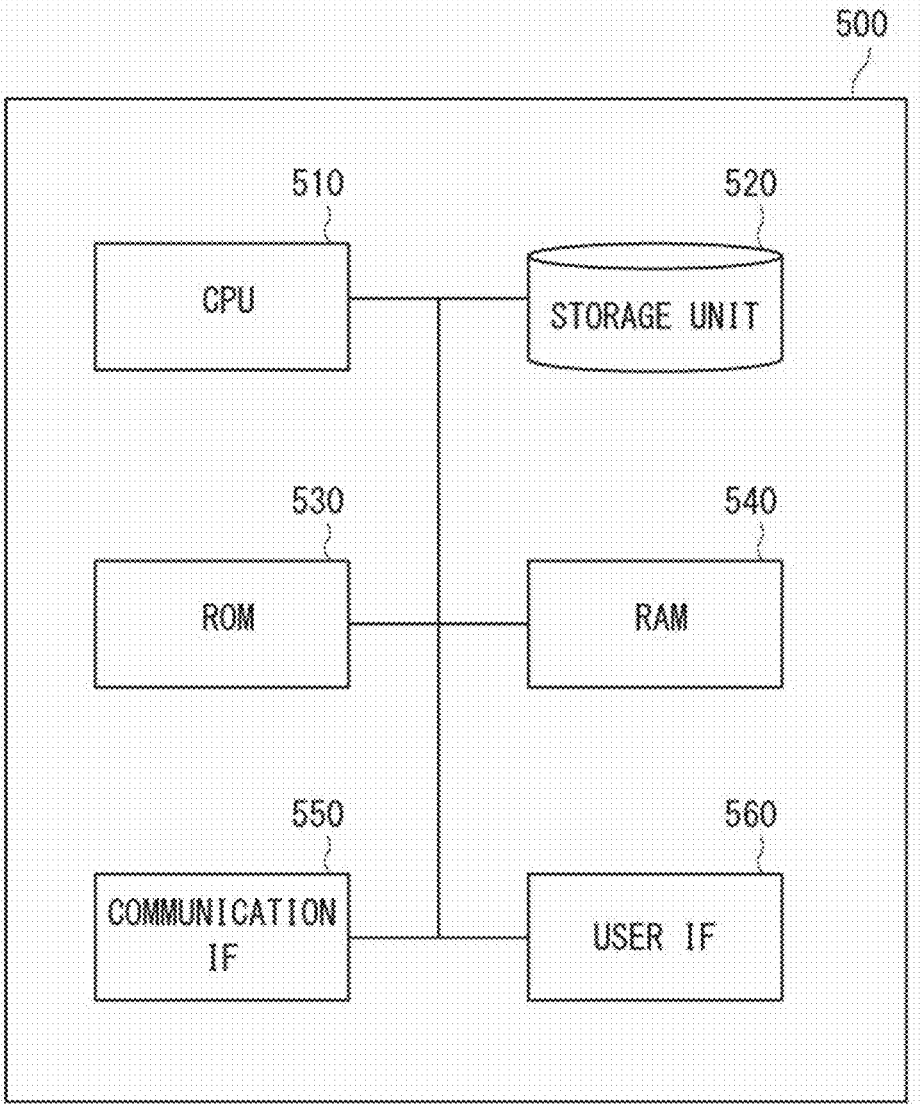 500
510
520
CPU
STORAGE UNIT
530
540
ROM
RAM
550
560
COMMUNICATION
IF
USER IF